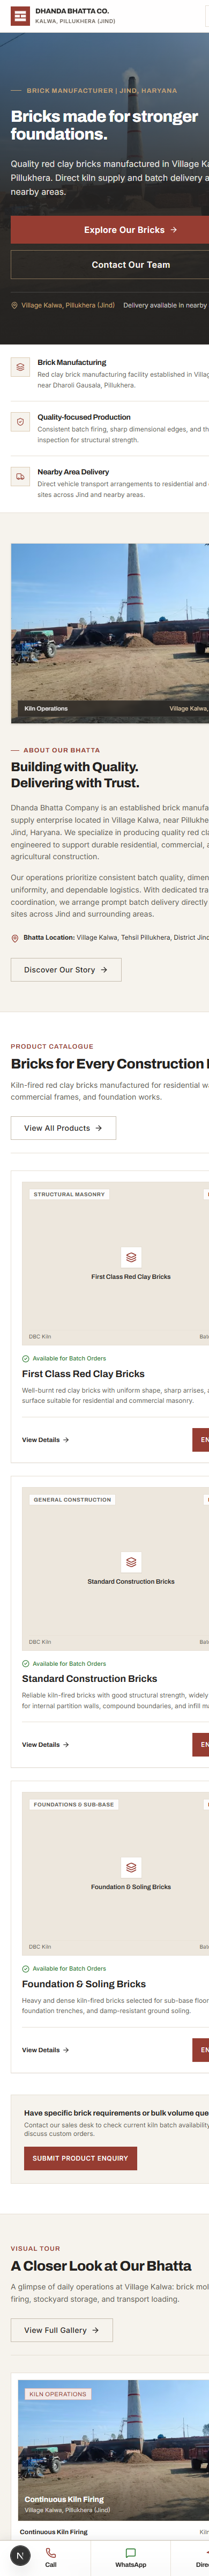 DHANDA BHATTA CO.
KALWA, PILLUKHERA (JIND)
BRICK MANUFACTURER | JIND, HARYANA
Bricks made for stronger
foundations.
Quality red clay bricks manufactured in Village
Pillukhera. Direct kiln supply and batch delivery
nearby areas.
Explore Our Bricks →
Contact Our Team
Village Kalwa, Pillukhera (Jind) Delivery available in nearby
Brick Manufacturing
Red clay brick manufacturing facility established in
near Dharoli Gausala, Pillukhera.
Quality-focused Production
Consistent batch firing, sharp dimensional edges, and
inspection for structural strength.
Nearby Area Delivery
Direct vehicle transport arrangements to residential and
sites across Jind and nearby areas.
Kiln Operations Village Kalwa,
ABOUT OUR BHATTA
Building with Quality.
Delivering with Trust.
Dhanda Bhatta Company is an established brick
supply enterprise located in Village Kalwa, near
Jind, Haryana. We specialize in producing quality red
engineered to support durable residential, commercial,
agricultural construction.
Our operations prioritize consistent batch quality,
uniformity, and dependable logistics. With dedicated
coordination, we arrange prompt batch delivery directly
sites across Jind and surrounding areas.
Bhatta Location: Village Kalwa, Tehsil Pillukhera, District
Discover Our Story →
PRODUCT CATALOGUE
Bricks for Every Construction
Kiln-fired red clay bricks manufactured for residential
commercial frames, and foundation works.
View All Products →
STRUCTURAL MASONRY
First Class Red Clay Bricks
DBC Kiln
Available for Batch Orders
First Class Red Clay Bricks
Well-burnt red clay bricks with uniform shape, sharp arrises,
surface suitable for residential and commercial masonry.
View Details →
GENERAL CONSTRUCTION
Standard Construction Bricks
DBC Kiln
Available for Batch Orders
Standard Construction Bricks
Reliable kiln-fired bricks with good structural strength, widely
for internal partition walls, compound boundaries, and infill
View Details →
FOUNDATIONS & SUB-BASE
Foundation & Soling Bricks
DBC Kiln
Available for Batch Orders
Foundation & Soling Bricks
Heavy and dense kiln-fired bricks selected for sub-base
foundation trenches, and damp-resistant ground soling.
View Details →
Have specific brick requirements or bulk volume
Contact our sales desk to check current kiln batch
discuss custom orders.
SUBMIT PRODUCT ENQUIRY
VISUAL TOUR
A Closer Look at Our Bhatta
A glimpse of daily operations at Village Kalwa: brick
firing, stockyard storage, and transport loading.
View Full Gallery →
KILN OPERATIONS
Continuous Kiln Firing
Village Kalwa, Pillukhera (Jind)
Continuous Kiln Firing
N
Call
WhatsApp